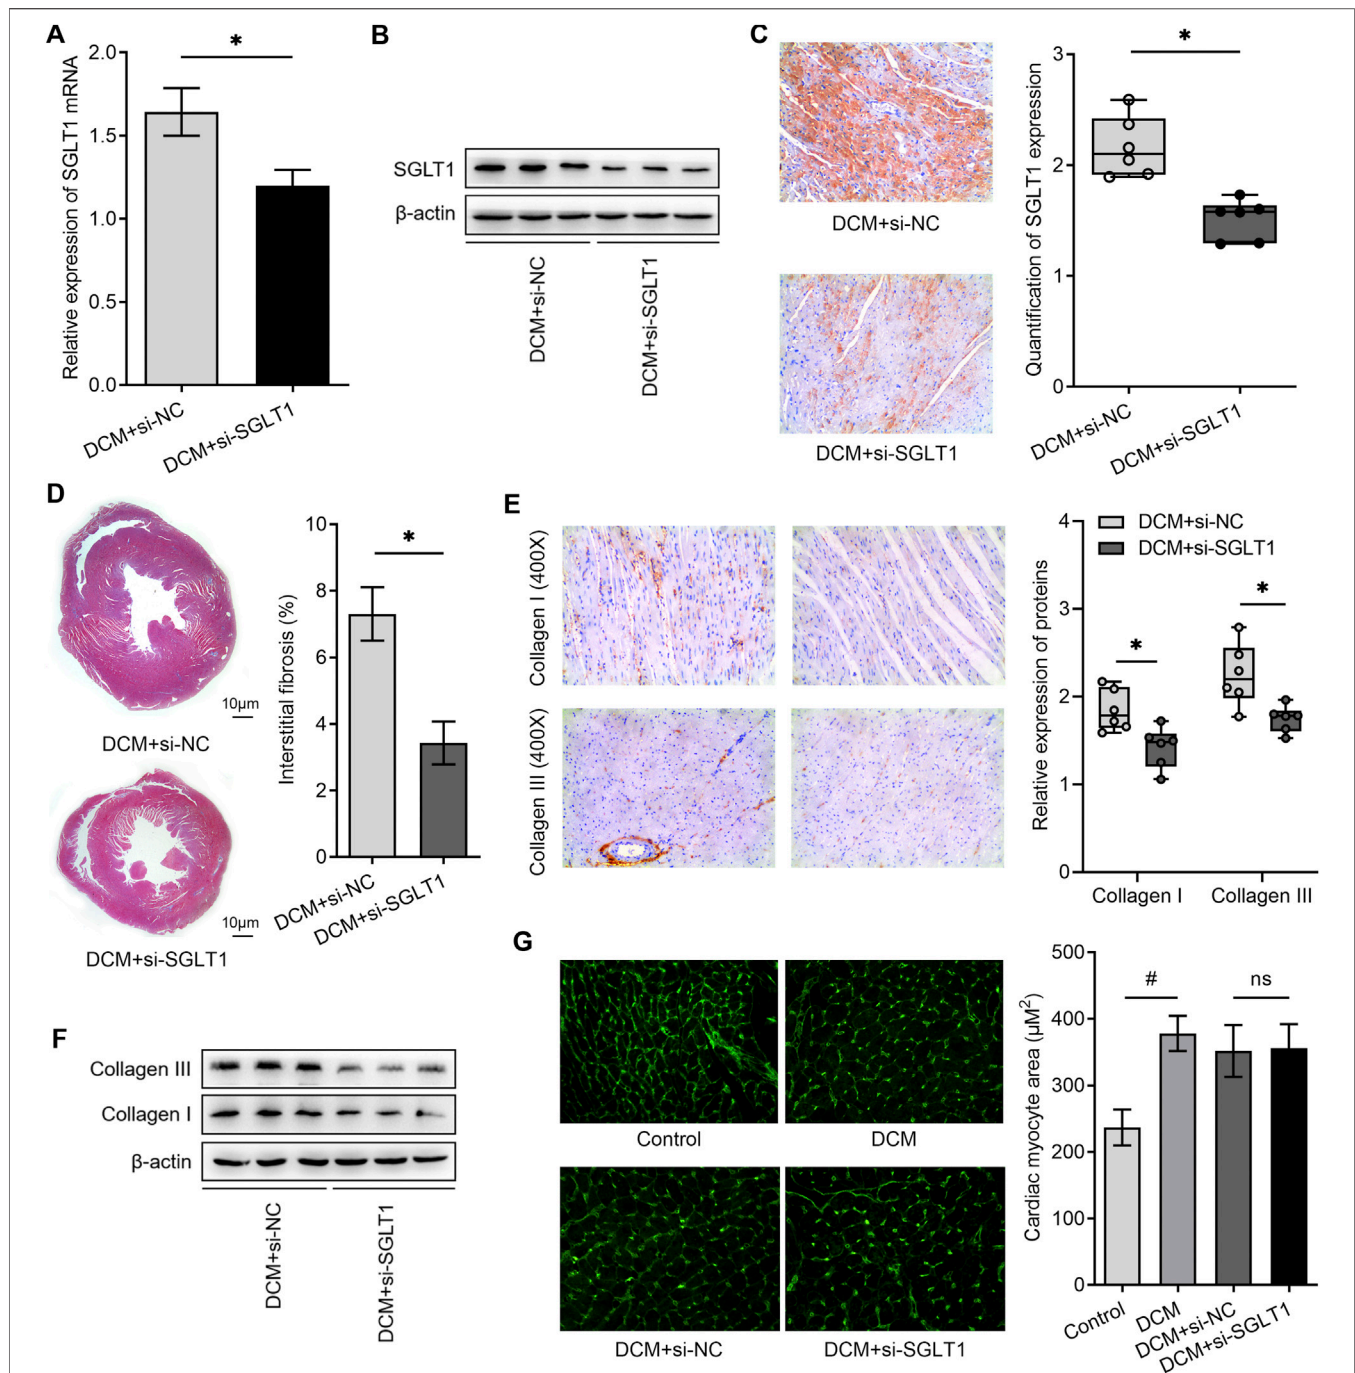 A
Relative expression of SGLT1 mRNA
2.0
1.5
1.0
0.5
0.0
*
DCM+si-NC
DCM+si-SGLT1
B
SGLT1
β-actin
DCM+si-NC
DCM+si-SGLT1
C
DCM+si-NC
DCM+si-SGLT1
Quantification of SGLT1 expression
3
2
1
0
*
DCM+si-NC
DCM+si-SGLT1
D
10μm
DCM+si-NC
10μm
DCM+si-SGLT1
Interstitial fibrosis (%)
10
8
6
4
2
0
*
DCM+si-NC
DCM+si-SGLT1
E
Collagen I (400X)
Collagen III (400X)
Relative expression of proteins
4
3
2
1
0
DCM+si-NC
DCM+si-SGLT1
*
*
Collagen I
Collagen III
F
Collagen III
Collagen I
β-actin
DCM+si-NC
DCM+si-SGLT1
G
Control
DCM
DCM+si-NC
DCM+si-SGLT1
Cardiac myocyte area (μM²)
500
400
300
200
100
0
#
ns
Control
DCM
DCM+si-NC
DCM+si-SGLT1